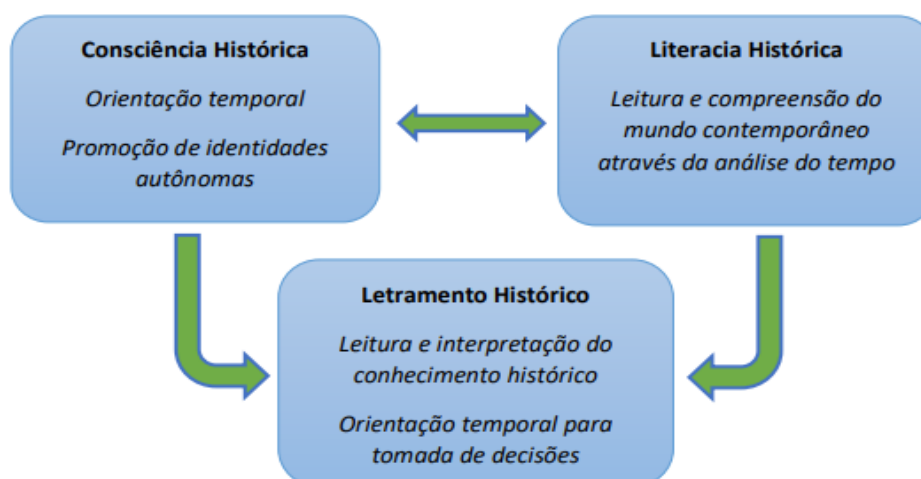 Consciência Histórica
Orientação temporal
Promoção de identidades
autônomas
Literacia Histórica
Leitura e compreensão do
mundo contemporâneo
através da análise do tempo
Letramento Histórico
Leitura e interpretação do
conhecimento histórico
Orientação temporal para
tomada de decisões